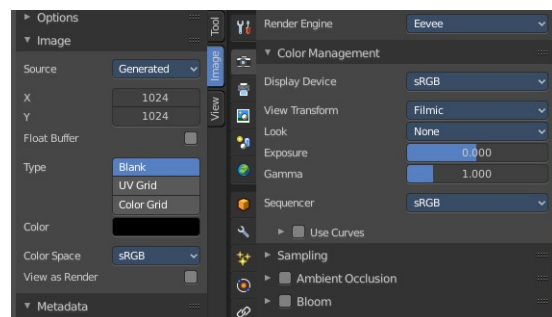 Options
Image
Source Generated
X 1024
Y 1024
Float Buffer
Type Blank
UV Grid
Color Grid
Color
Color Space sRGB
View as Render
Metadata
Tool
Image
View
Render Engine Eevee
Color Management
Display Device sRGB
View Transform Filmic
Look None
Exposure 0.000
Gamma 1.000
Sequencer sRGB
Use Curves
Sampling
Ambient Occlusion
Bloom